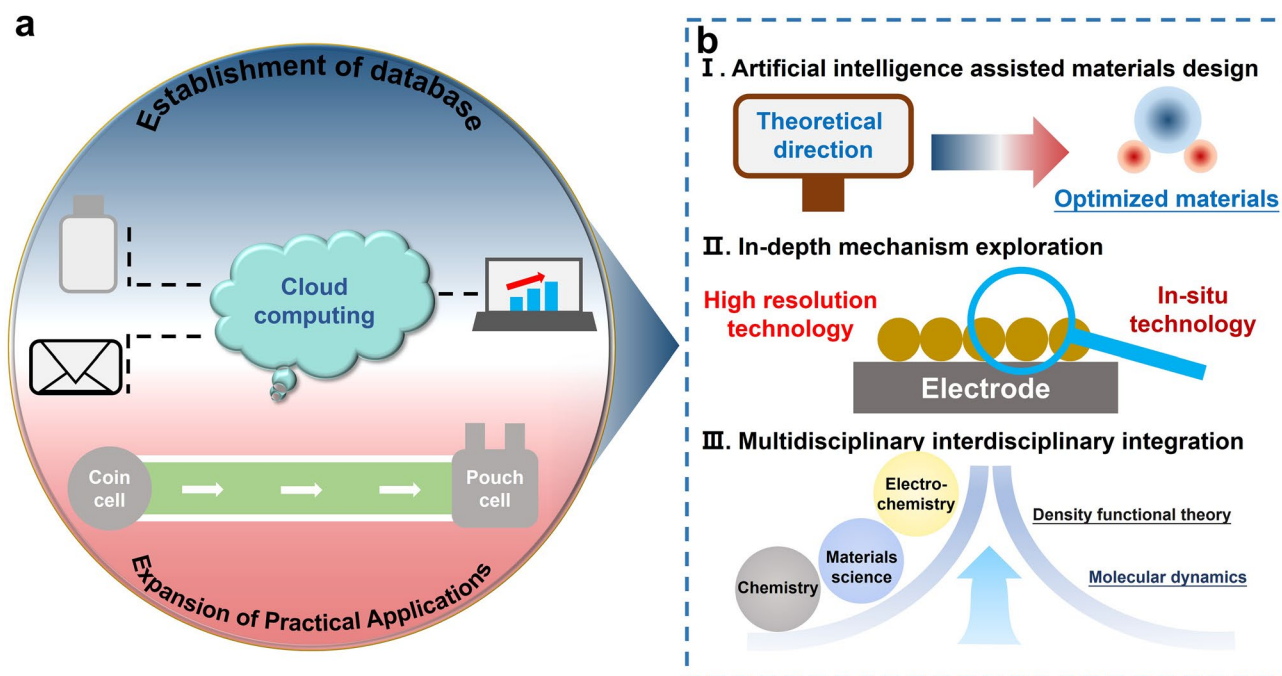 a
Establishment of database
Cloud
computing
Coin
cell
Pouch
cell
Expansion of Practical Applications
b
Ⅰ. Artificial intelligence assisted materials design
Theoretical
direction
Optimized materials
Ⅱ. In-depth mechanism exploration
High resolution
technology
In-situ
technology
Electrode
Ⅲ. Multidisciplinary interdisciplinary integration
Electro-
chemistry
Materials
science
Chemistry
Density functional theory
Molecular dynamics